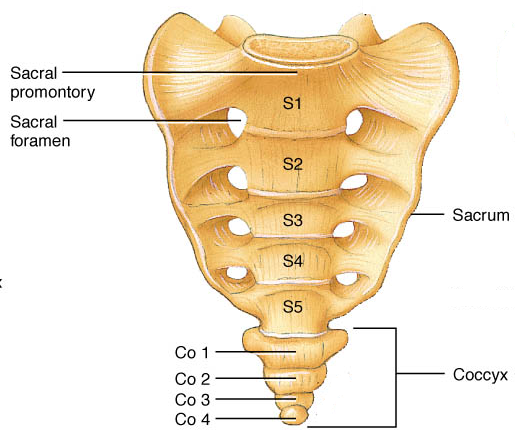 Sacral
promontory
S1
Sacral
foramen
S2
S3
Sacrum
S4
S5
Co 1
Co 2
Coccyx
Co 3
Co 4